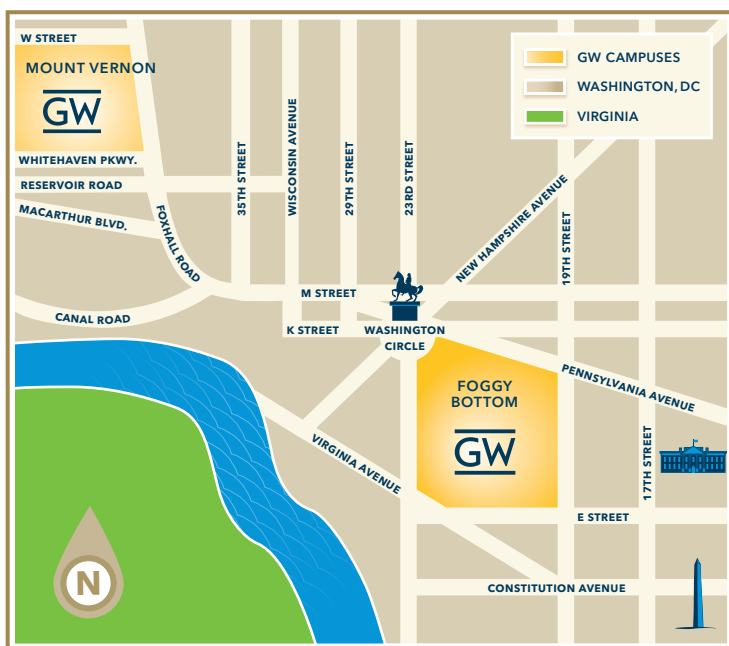 W STREET
MOUNT VERNON
GW
WHITEHAVEN PKWY.
RESERVOIR ROAD
MACARTHUR BLVD.
FOXHALL ROAD
35TH STREET
WISCONSIN AVENUE
29TH STREET
23RD STREET
NEW HAMPSHIRE AVENUE
19TH STREET
GW CAMPUSES
WASHINGTON, DC
VIRGINIA
CANAL ROAD
M STREET
K STREET
WASHINGTON
CIRCLE
FOGGY
BOTTOM
GW
PENNSYLVANIA AVENUE
VIRGINIA AVENUE
17TH STREET
E STREET
CONSTITUTION AVENUE
N